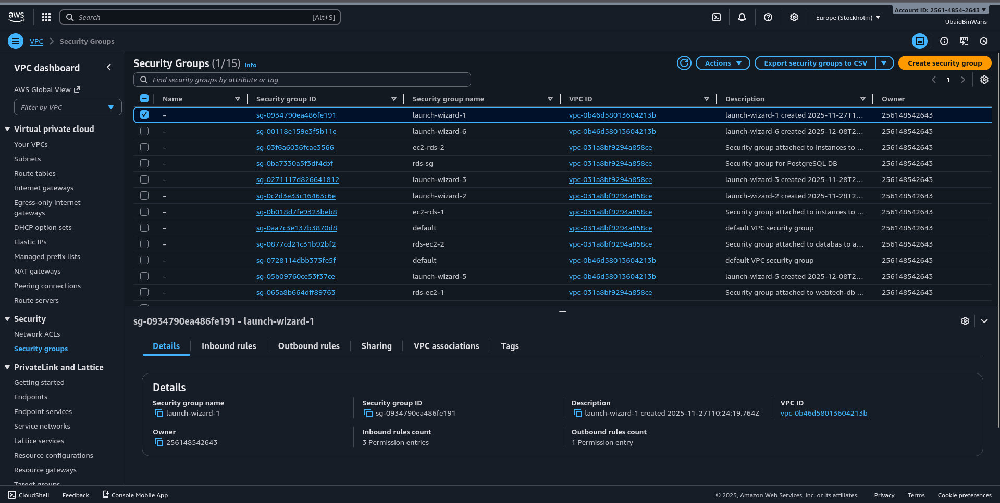 aws
Search [Alt+S]
Europe (Stockholm)
Account ID: 2561-4854-2643
UbaidBinWaris
VPC
Security Groups
VPC dashboard
AWS Global View
Filter by VPC
Virtual private cloud
Your VPCs
Subnets
Route tables
Internet gateways
Egress-only internet
gateways
DHCP option sets
Elastic IPs
Managed prefix lists
NAT gateways
Peering connections
Route servers
Security
Network ACLs
Security groups
PrivateLink and Lattice
Getting started
Endpoints
Endpoint services
Service networks
Lattice services
Resource configurations
Resource gateways
Target groups
Security Groups (1/15) Info
Actions
Export security groups to CSV
Create security group
Find security groups by attribute or tag
1
Name Security group ID Security group name VPC ID Description Owner
– sg-0934790ea486fe191 launch-wizard-1 vpc-0b46d58013604213b launch-wizard-1 created 2025-11-27T1... 256148542643
– sg-00118e159e3f5b11e launch-wizard-6 vpc-0b46d58013604213b launch-wizard-6 created 2025-12-08T2... 256148542643
– sg-03f6a6036fcae3566 ec2-rds-2 vpc-031a8bf9294a858ce Security group attached to instances to ... 256148542643
– sg-0ba7330a5f3df4cbf rds-sg vpc-031a8bf9294a858ce Security group for PostgreSQL DB 256148542643
– sg-0271117d826641812 launch-wizard-3 vpc-031a8bf9294a858ce launch-wizard-3 created 2025-11-28T2... 256148542643
– sg-0c2d3e33c16463c6e launch-wizard-2 vpc-031a8bf9294a858ce launch-wizard-2 created 2025-11-28T2... 256148542643
– sg-0b018d7fe9323beb8 ec2-rds-1 vpc-031a8bf9294a858ce Security group attached to instances to ... 256148542643
– sg-0aa7c3e137b3870d8 default vpc-031a8bf9294a858ce default VPC security group 256148542643
– sg-0877cd21c31b92bf2 rds-ec2-2 vpc-031a8bf9294a858ce Security group attached to databas to a... 256148542643
– sg-0728114dbb373fe5f default vpc-0b46d58013604213b default VPC security group 256148542643
– sg-05b09760ce53f37ce launch-wizard-5 vpc-0b46d58013604213b launch-wizard-5 created 2025-12-08T2... 256148542643
– sg-065a8b664dff89763 rds-ec2-1 vpc-031a8bf9294a858ce Security group attached to webtech-db ... 256148542643
sg-0934790ea486fe191 - launch-wizard-1
Details Inbound rules Outbound rules Sharing VPC associations Tags
Details
Security group name Security group ID Description VPC ID
launch-wizard-1 sg-0934790ea486fe191 launch-wizard-1 created 2025-11-27T10:24:19.764Z vpc-0b46d58013604213b
Owner Inbound rules count Outbound rules count
256148542643 3 Permission entries 1 Permission entry
CloudShell Feedback Console Mobile App © 2025, Amazon Web Services, Inc. or its affiliates. Privacy Terms Cookie preferences